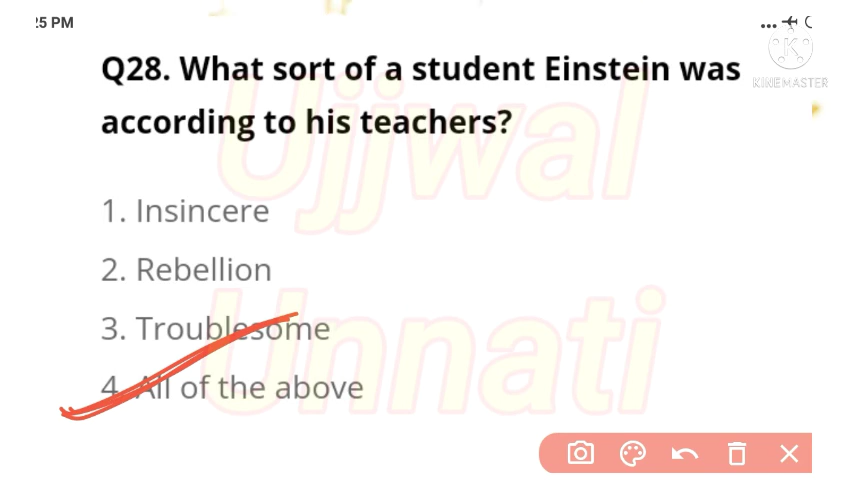 :25 PM
Q28. What sort of a student Einstein was
according to his teachers?
1. Insincere
2. Rebellion
3. Troublesome
4. All of the above
Ujjwal
Unnati
K
KINEMASTER